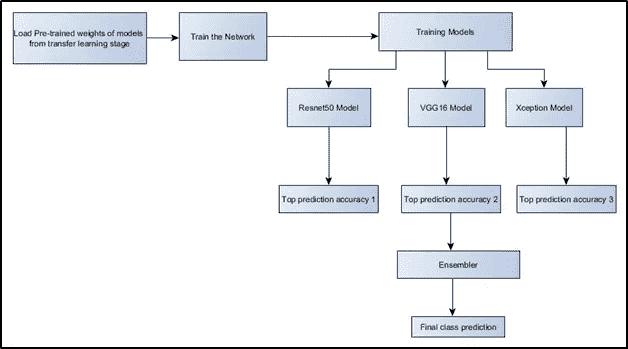 Load Pre-trained weights of models
from transfer learning stage
Train the Network
Training Models
Resnet50 Model
VGG16 Model
Xception Model
Top prediction accuracy 1
Top prediction accuracy 2
Top prediction accuracy 3
Ensembler
Final class prediction